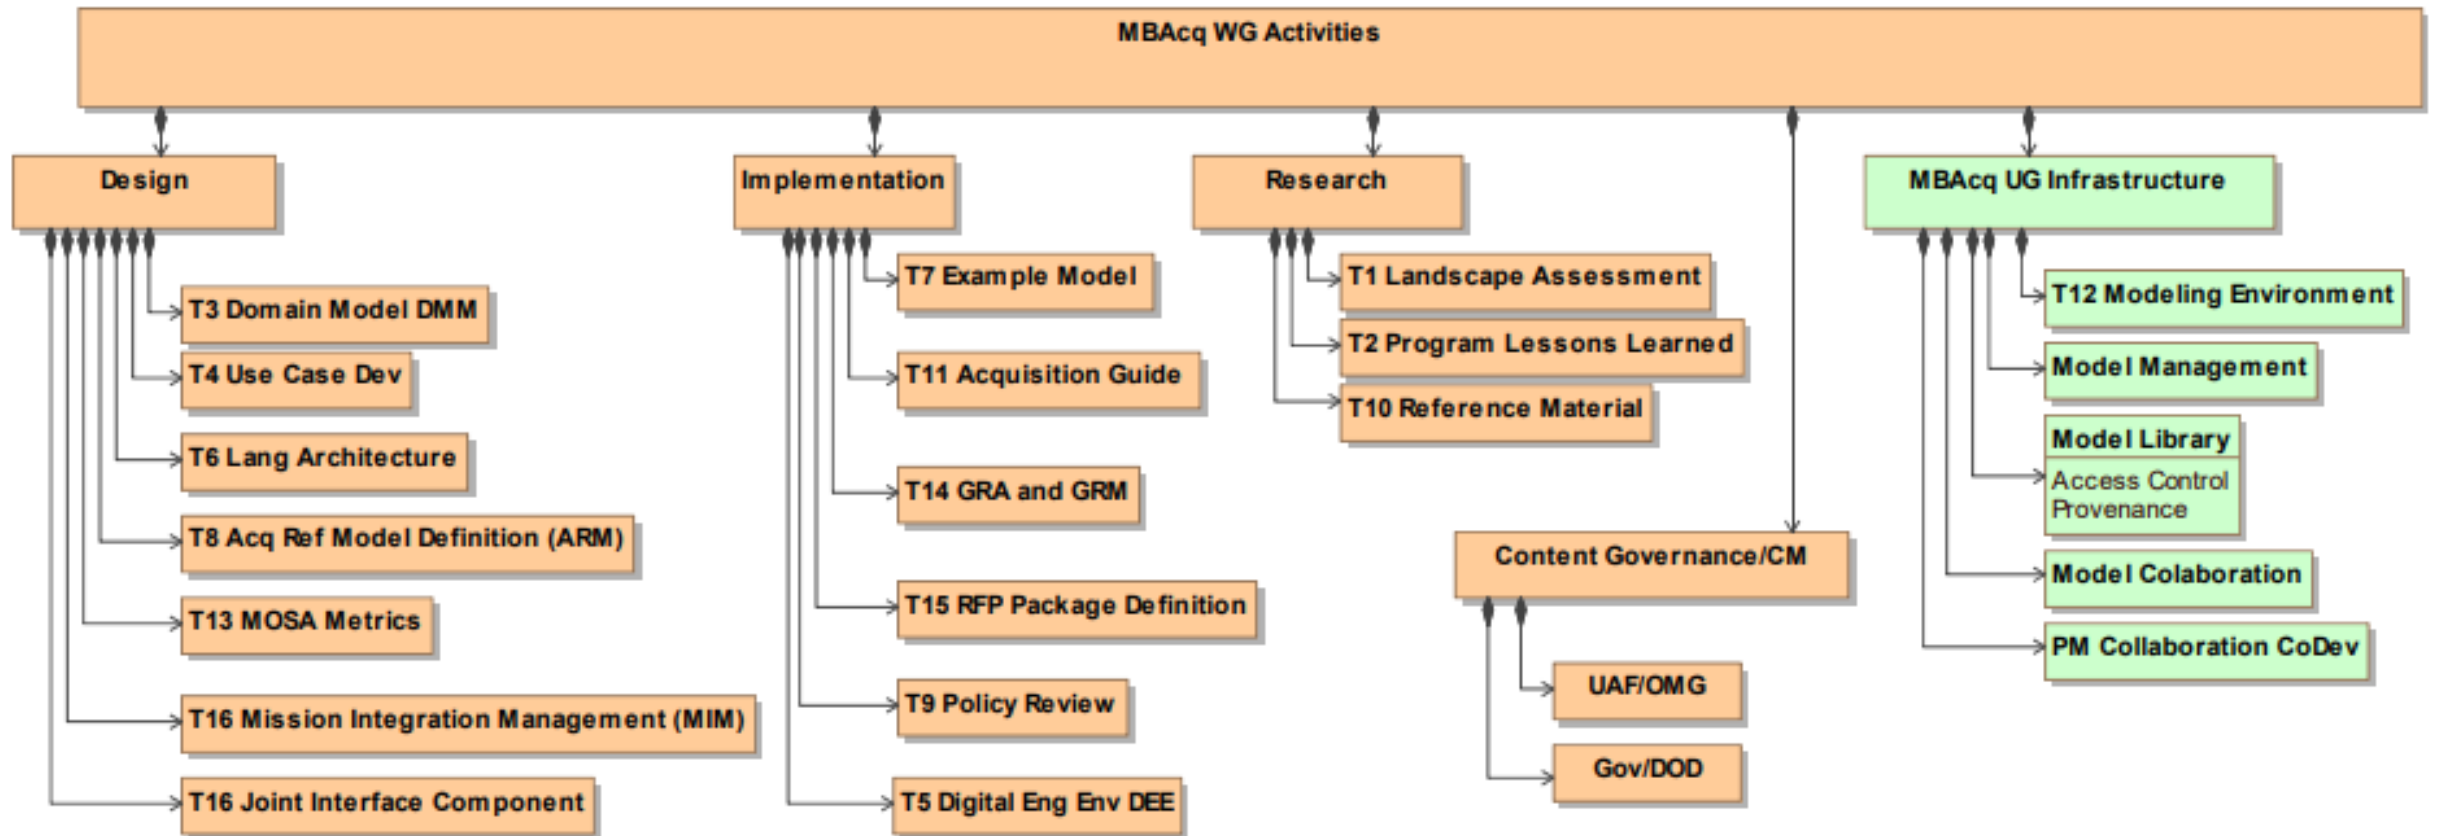 MBAcq WG Activities
Design
T3 Domain Model DMM
T4 Use Case Dev
T6 Lang Architecture
T8 Acq Ref Model Definition (ARM)
T13 MOSA Metrics
T16 Mission Integration Management (MIM)
T16 Joint Interface Component
Implementation
T7 Example Model
T11 Acquisition Guide
T14 GRA and GRM
T15 RFP Package Definition
T9 Policy Review
T5 Digital Eng Env DEE
Research
T1 Landscape Assessment
T2 Program Lessons Learned
T10 Reference Material
Content Governance/CM
UAF/OMG
Gov/DOD
MBAcq UG Infrastructure
T12 Modeling Environment
Model Management
Model Library
Access Control
Provenance
Model Colaboration
PM Collaboration CoDev